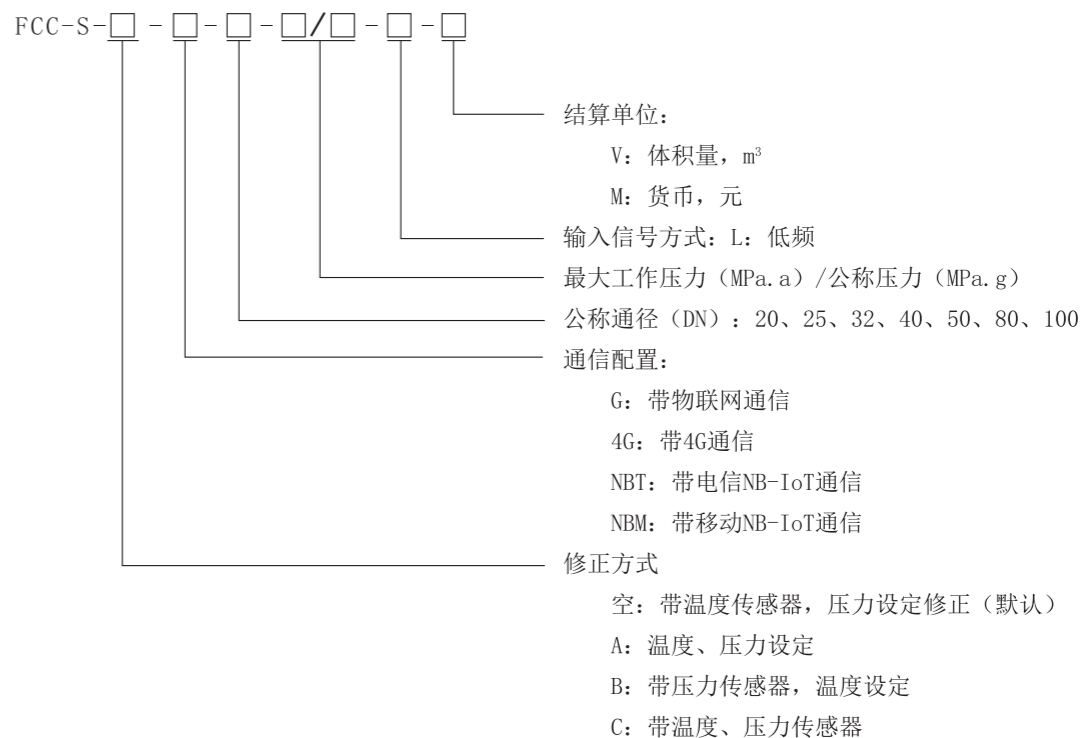 FCC-S-□ - □ - □ - □/□ - □ - □
结算单位：
V：体积量，m³
M：货币，元
输入信号方式：L：低频
最大工作压力（MPa.a）/公称压力（MPa.g）
公称通径（DN）：20、25、32、40、50、80、100
通信配置：
G：带物联网通信
4G：带4G通信
NBT：带电信NB-IoT通信
NBM：带移动NB-IoT通信
修正方式
空：带温度传感器，压力设定修正（默认）
A：温度、压力设定
B：带压力传感器，温度设定
C：带温度、压力传感器